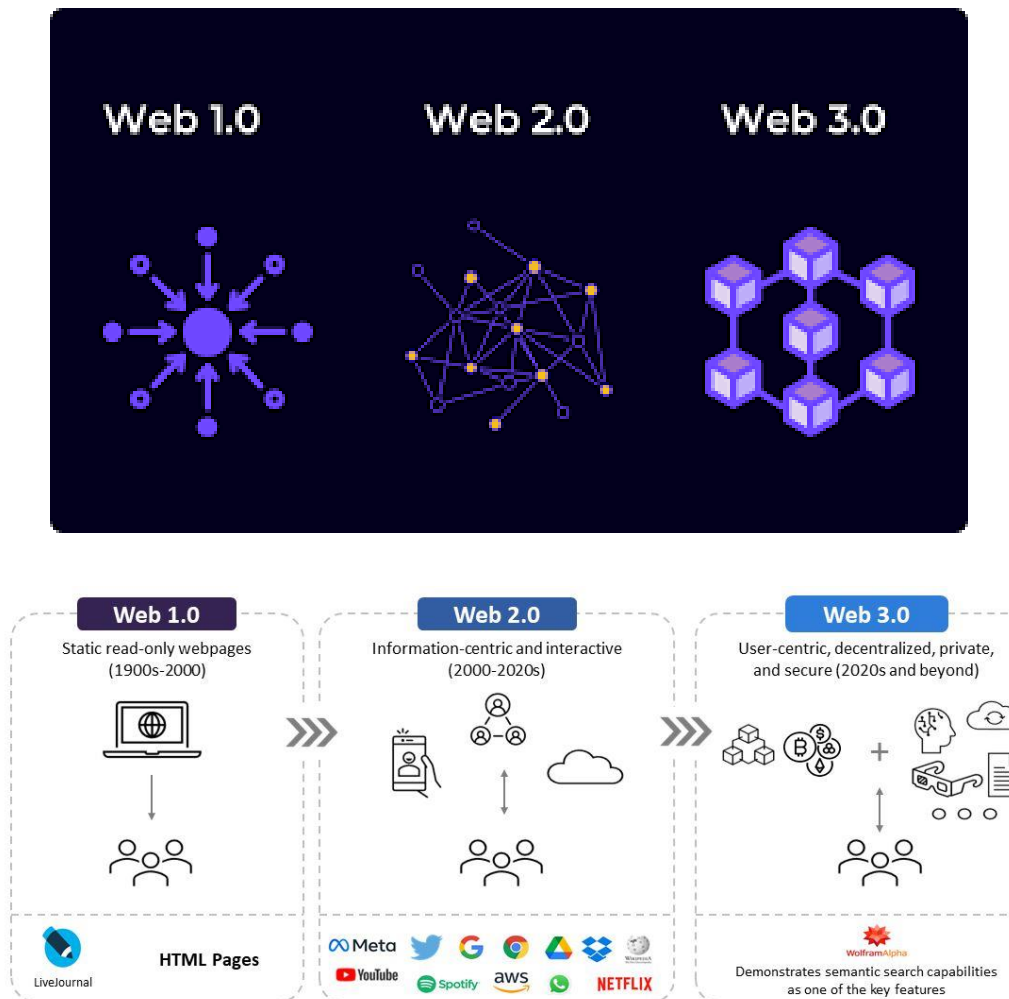 Web 1.0
Web 2.0
Web 3.0
Web 1.0
Static read-only webpages
(1900s-2000)
LiveJournal
HTML Pages
Web 2.0
Information-centric and interactive
(2000-2020s)
Meta
WIKIPEDIA
YouTube
Spotify
aws
NETFLIX
Web 3.0
User-centric, decentralized, private,
and secure (2020s and beyond)
WolframAlpha
Demonstrates semantic search capabilities
as one of the key features